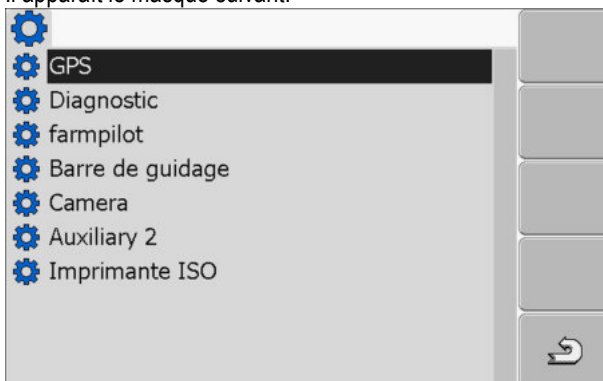 Il apparaît le masque suivant:
GPS
Diagnostic
farmpilot
Barre de guidage
Camera
Auxiliary 2
Imprimante ISO